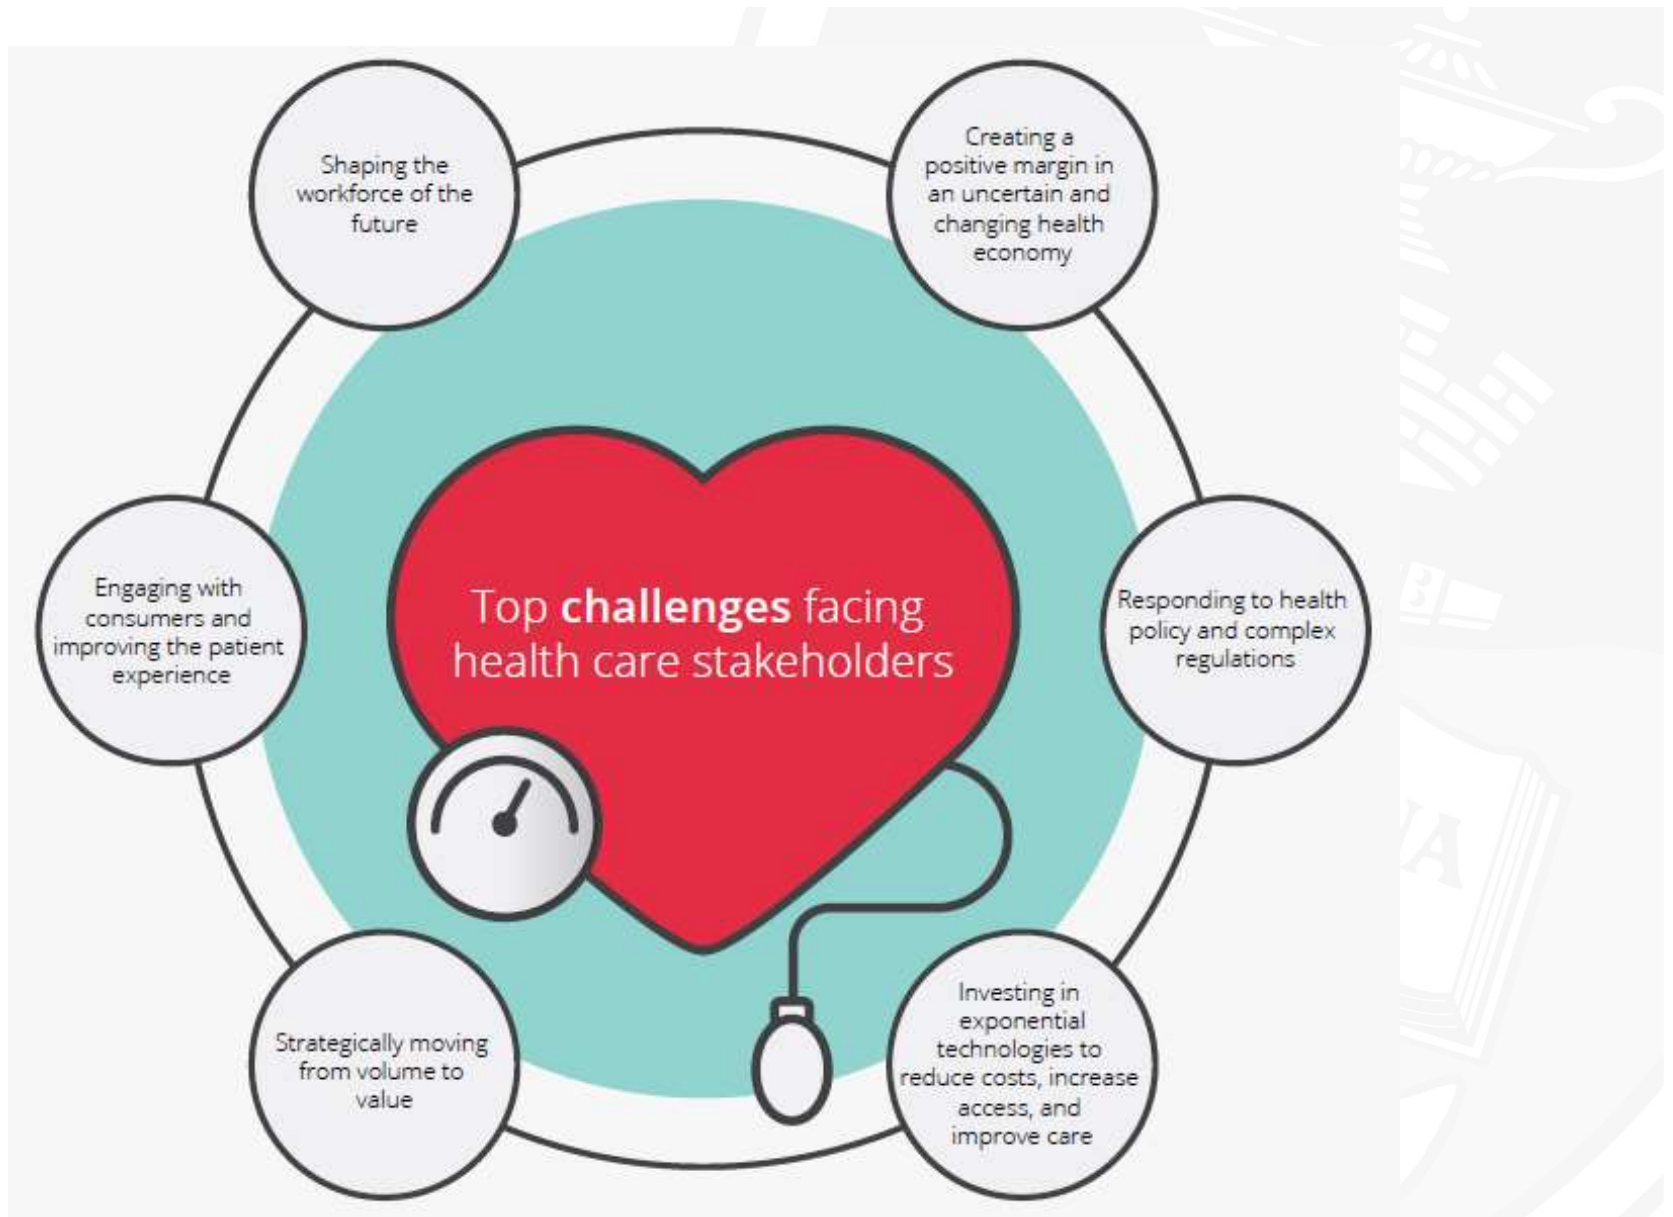 Shaping the
workforce of the
future
Creating a
positive margin in
an uncertain and
changing health
economy
Engaging with
consumers and
improving the patient
experience
Top challenges facing
health care stakeholders
Responding to health
policy and complex
regulations
Strategically moving
from volume to
value
Investing in
exponential
technologies to
reduce costs, increase
access, and
improve care